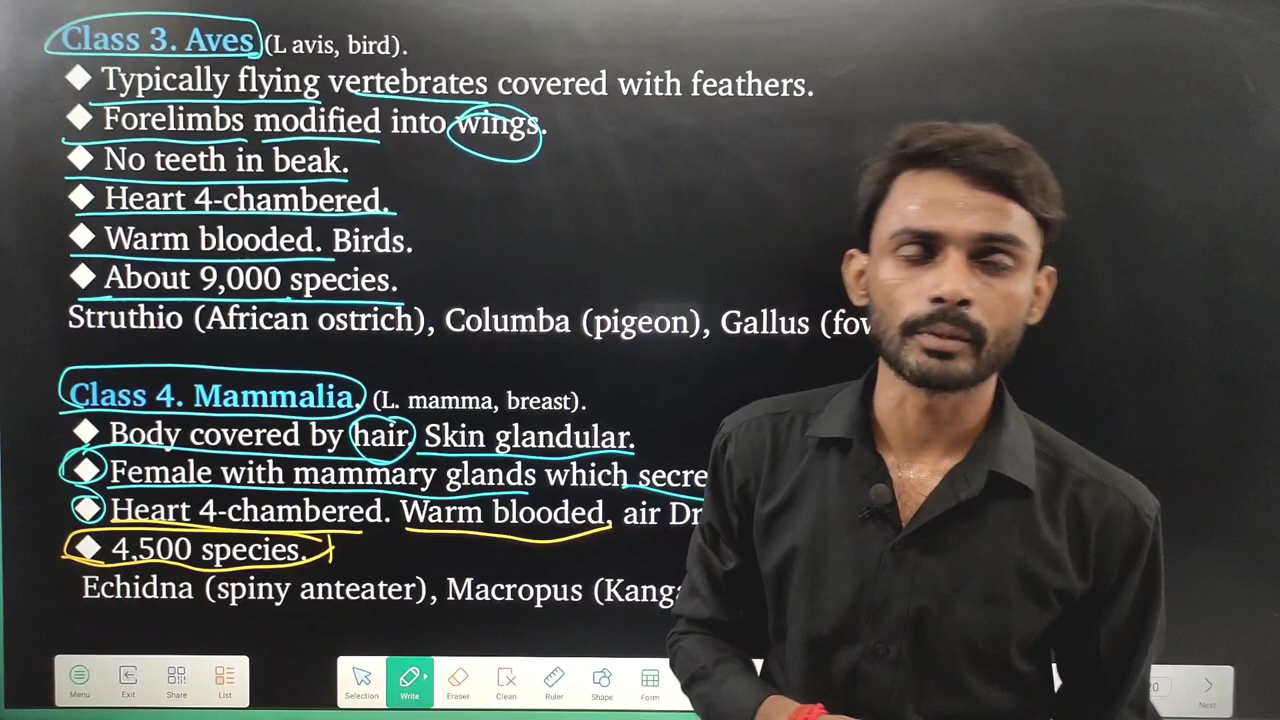 Class 3. Aves (L avis, bird).
◆ Typically flying vertebrates covered with feathers.
◆ Forelimbs modified into wings.
◆ No teeth in beak.
◆ Heart 4-chambered.
◆ Warm blooded. Birds.
◆ About 9,000 species.
Struthio (African ostrich), Columba (pigeon), Gallus
Class 4. Mammalia. (L. mamma, breast).
◆ Body covered by hair. Skin glandular.
◆ Female with mammary glands which
◆ Heart 4-chambered. Warm blooded, air
◆ 4,500 species.
Echidna (spiny anteater), Macropus
Menu Exit Share List Selection Write Eraser Clean Ruler Shape Form 20 Next